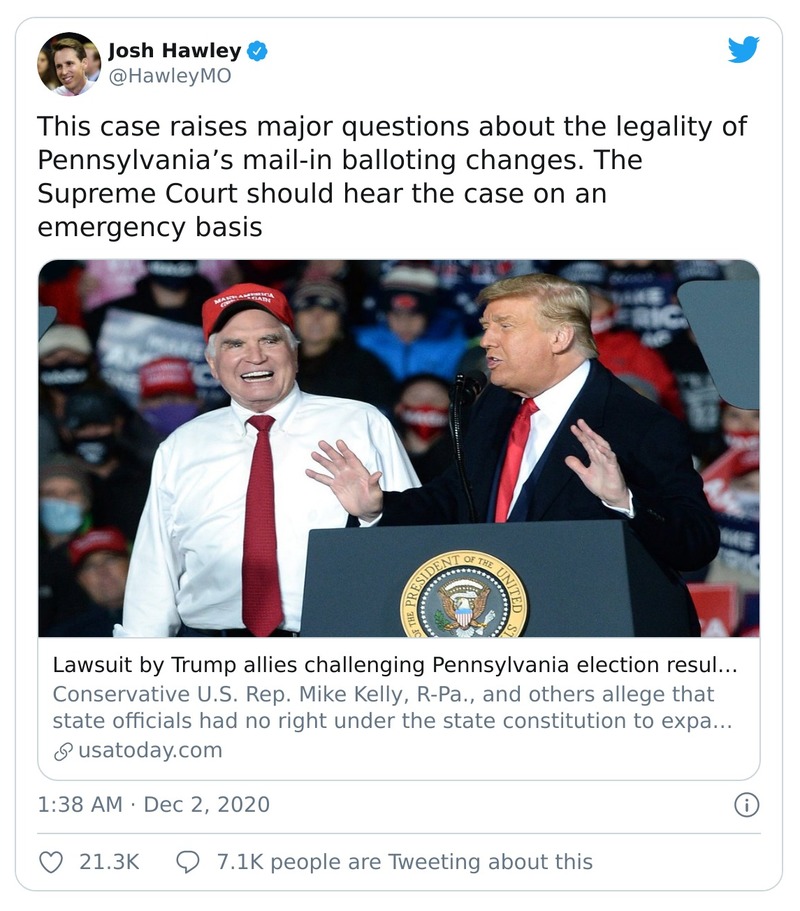 Josh Hawley
@HawleyMO
This case raises major questions about the legality of
Pennsylvania’s mail-in balloting changes. The
Supreme Court should hear the case on an
emergency basis
MAKE AMERICA
GREAT AGAIN
PRESIDENT OF THE UNITED
Lawsuit by Trump allies challenging Pennsylvania election resul…
Conservative U.S. Rep. Mike Kelly, R-Pa., and others allege that
state officials had no right under the state constitution to expa…
usatoday.com
1:38 AM · Dec 2, 2020
21.3K
7.1K people are Tweeting about this